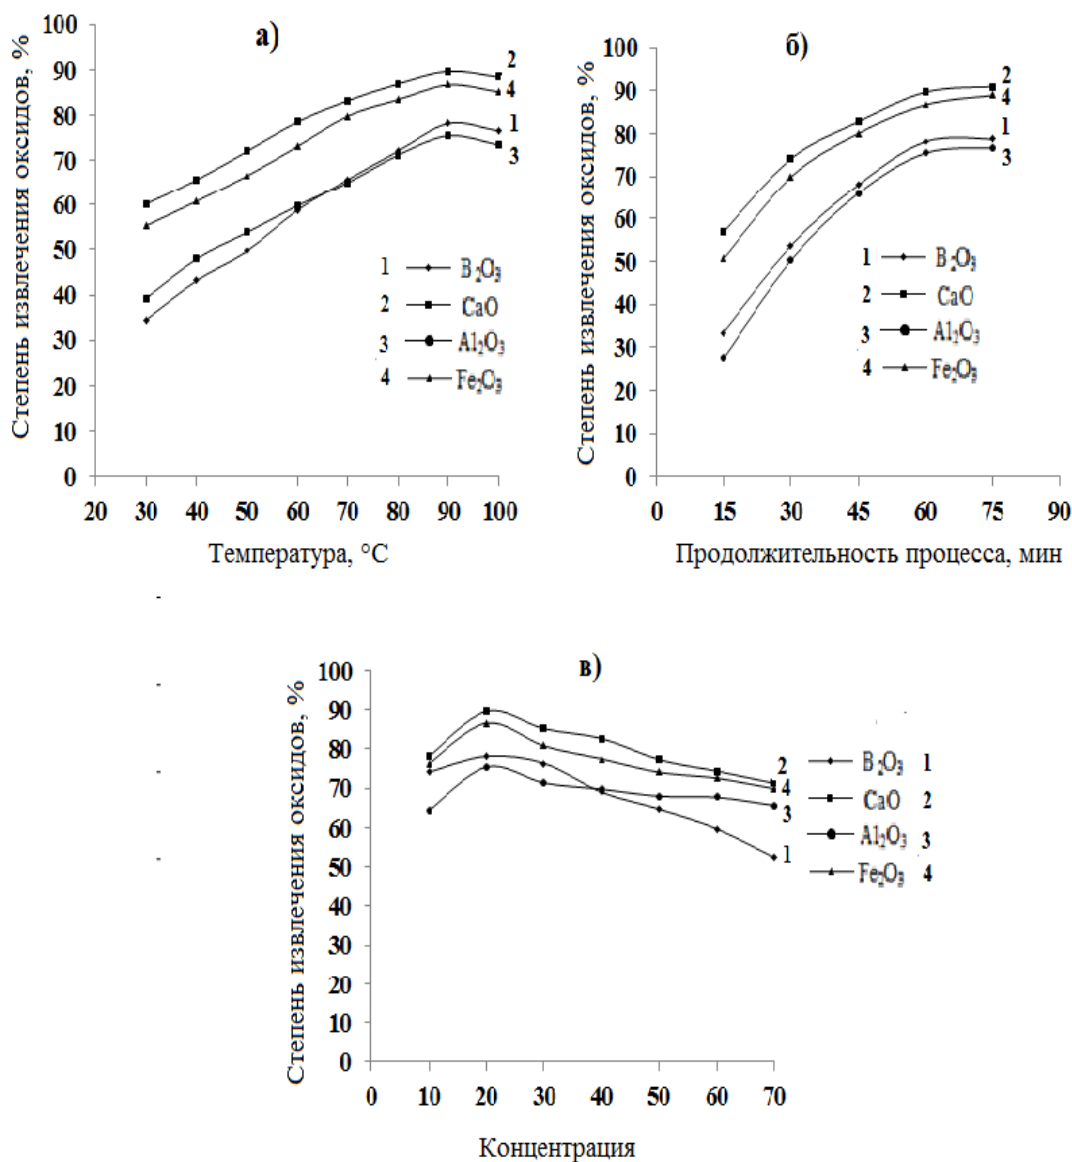 а)
Степень извлечения оксидов, %
100
90
80
70
60
50
40
30
20
10
0
2
4
1
3
1 B₂O₃
2 CaO
3 Al₂O₃
4 Fe₂O₃
20 30 40 50 60 70 80 90 100
Температура, °С
б)
Степень извлечения оксидов, %
100
90
80
70
60
50
40
30
20
10
0
2
4
1
3
1 B₂O₃
2 CaO
3 Al₂O₃
4 Fe₂O₃
0 15 30 45 60 75 90
Продолжительность процесса, мин
в)
Степень извлечения оксидов, %
100
90
80
70
60
50
40
30
20
10
0
2
4
3
1
B₂O₃ 1
CaO 2
Al₂O₃ 3
Fe₂O₃ 4
0 10 20 30 40 50 60 70
Концентрация